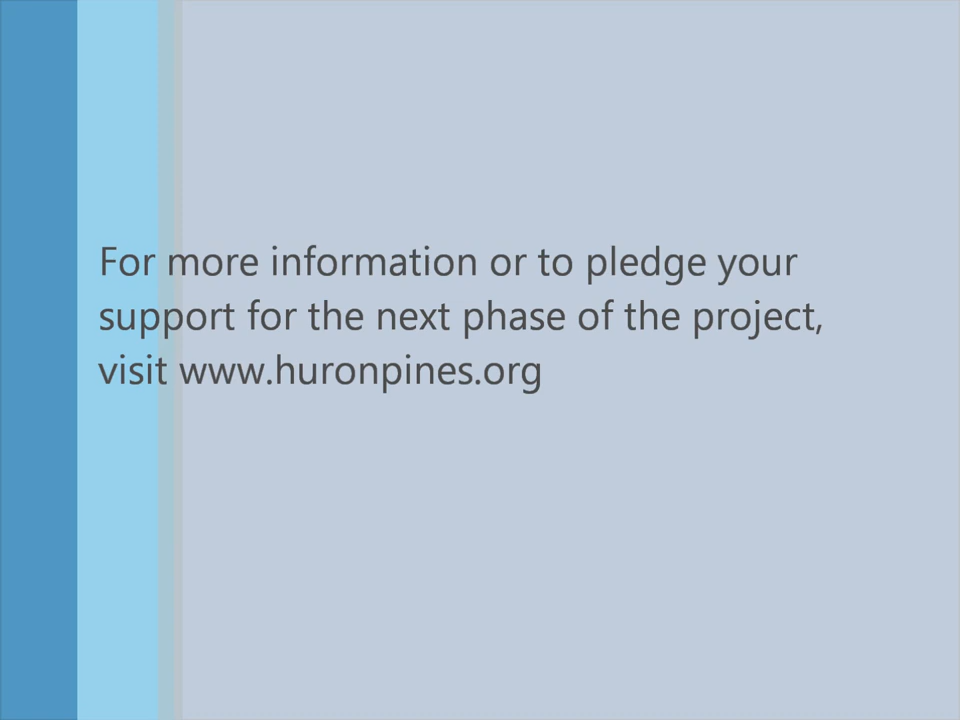 For more information or to pledge your
support for the next phase of the project,
visit www.huronpines.org